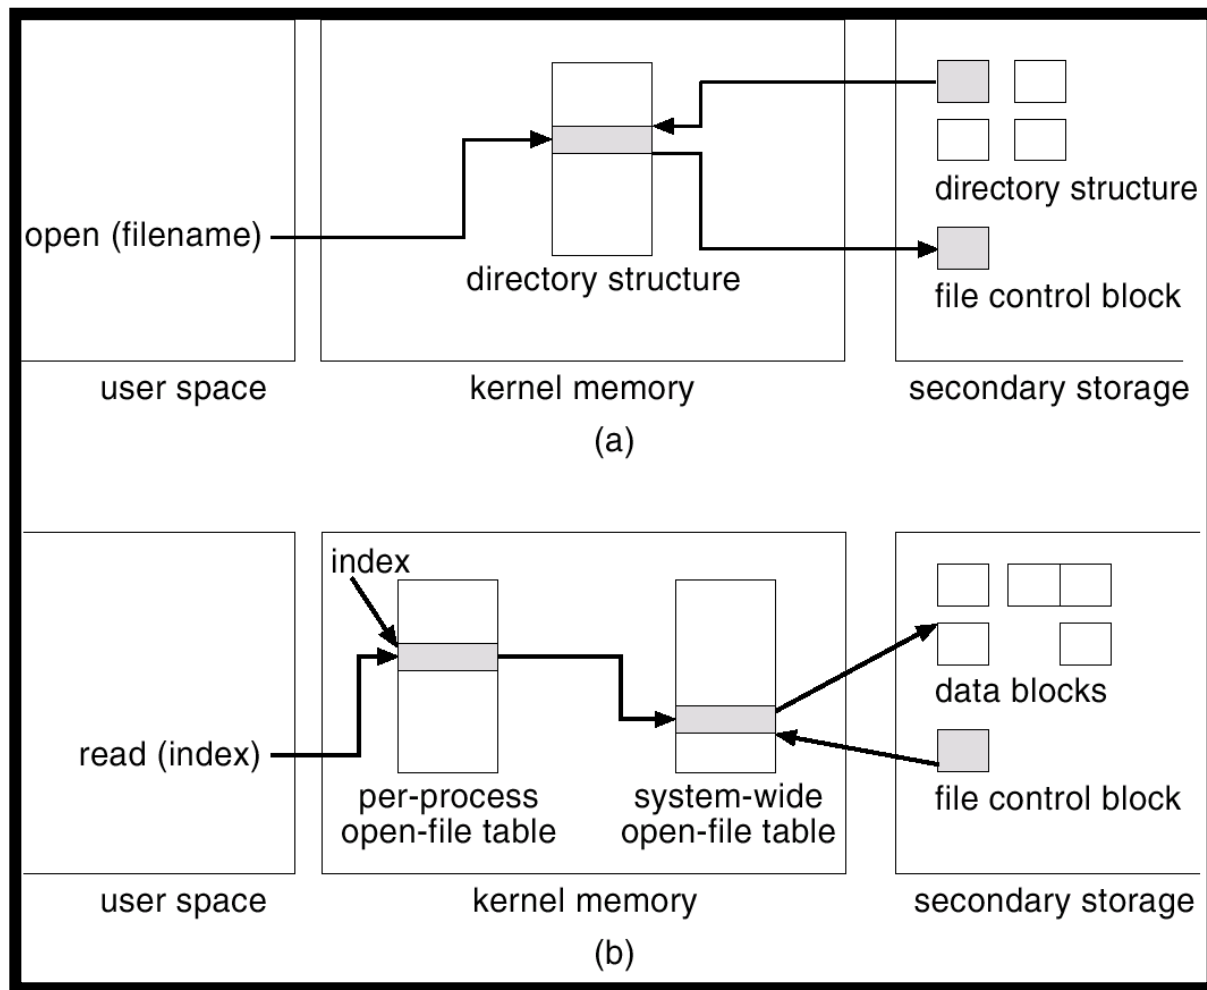 directory structure
open (filename)
directory structure
file control block
user space
kernel memory
secondary storage
(a)
index
data blocks
read (index)
per-process
open-file table
system-wide
open-file table
file control block
user space
kernel memory
secondary storage
(b)